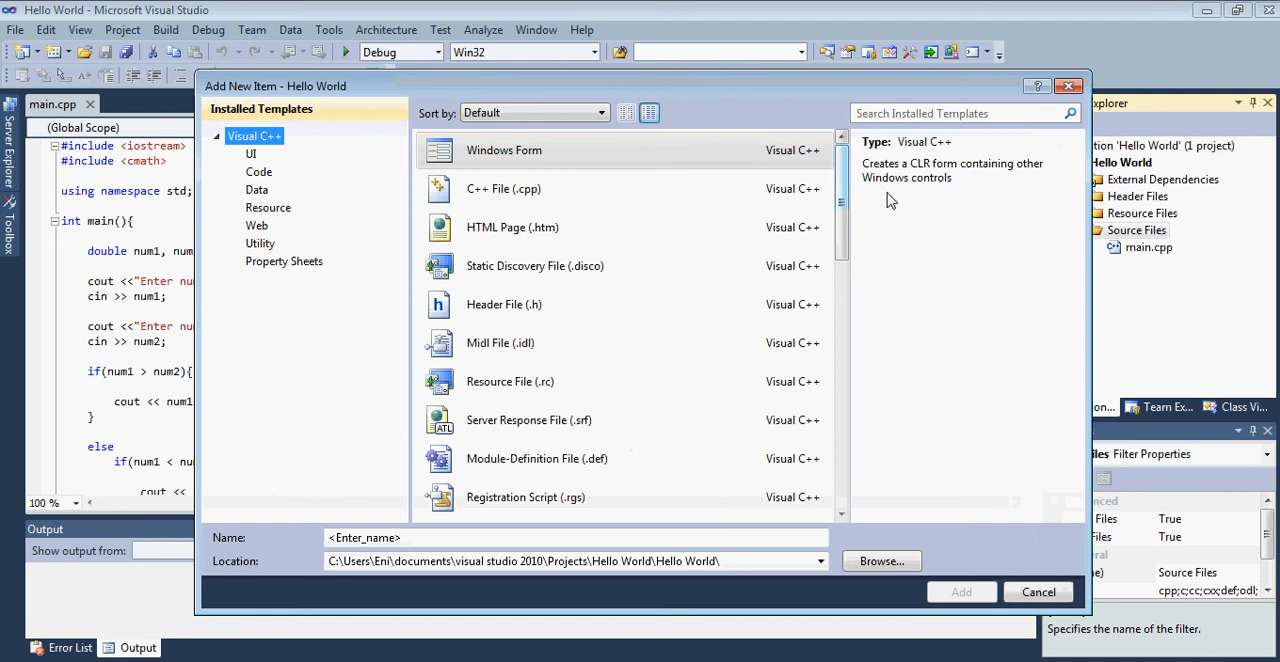 Hello World - Microsoft Visual Studio
File Edit View Project Build Debug Team Data Tools Architecture Test Analyze Window Help
Debug Win32
main.cpp
(Global Scope)
#include <iostream>
#include <cmath>
using namespace std;
int main(){
double num1, num
cout <<"Enter nu
cin >> num1;
cout <<"Enter nu
cin >> num2;
if(num1 > num2){
cout << num1
}
else
if(num1 < nu
cout <<
100 %
Server Explorer
Toolbox
Output
Show output from:
Error List Output
Add New Item - Hello World
Installed Templates
Visual C++
UI
Code
Data
Resource
Web
Utility
Property Sheets
Sort by: Default
Search Installed Templates
Windows Form Visual C++
C++ File (.cpp) Visual C++
HTML Page (.htm) Visual C++
Static Discovery File (.disco) Visual C++
Header File (.h) Visual C++
Midl File (.idl) Visual C++
Resource File (.rc) Visual C++
Server Response File (.srf) Visual C++
Module-Definition File (.def) Visual C++
Registration Script (.rgs) Visual C++
Type: Visual C++
Creates a CLR form containing other
Windows controls
Name: <Enter_name>
Location: C:\Users\Eni\documents\visual studio 2010\Projects\Hello World\Hello World\
Browse...
Add Cancel
Explorer
ion 'Hello World' (1 project)
Hello World
External Dependencies
Header Files
Resource Files
Source Files
main.cpp
on... Team Ex... Class Vi...
iles Filter Properties
nced
Files True
Files True
eral
ne) Source Files
cpp;c;cc;cxx;def;odl;
Specifies the name of the filter.